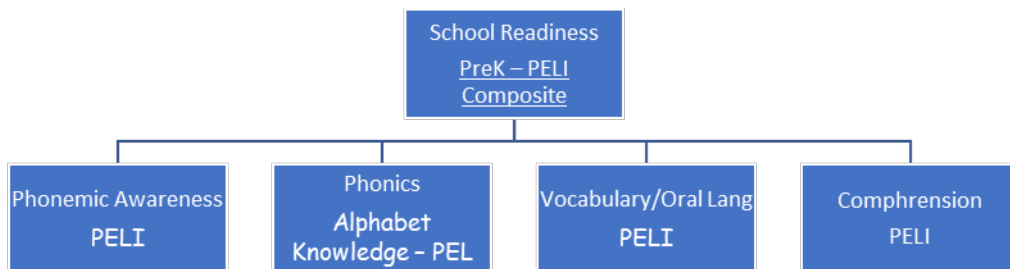 School Readiness
PreK – PELI
Composite
Phonemic Awareness
PELI
Phonics
Alphabet
Knowledge – PEL
Vocabulary/Oral Lang
PELI
Comphrension
PELI